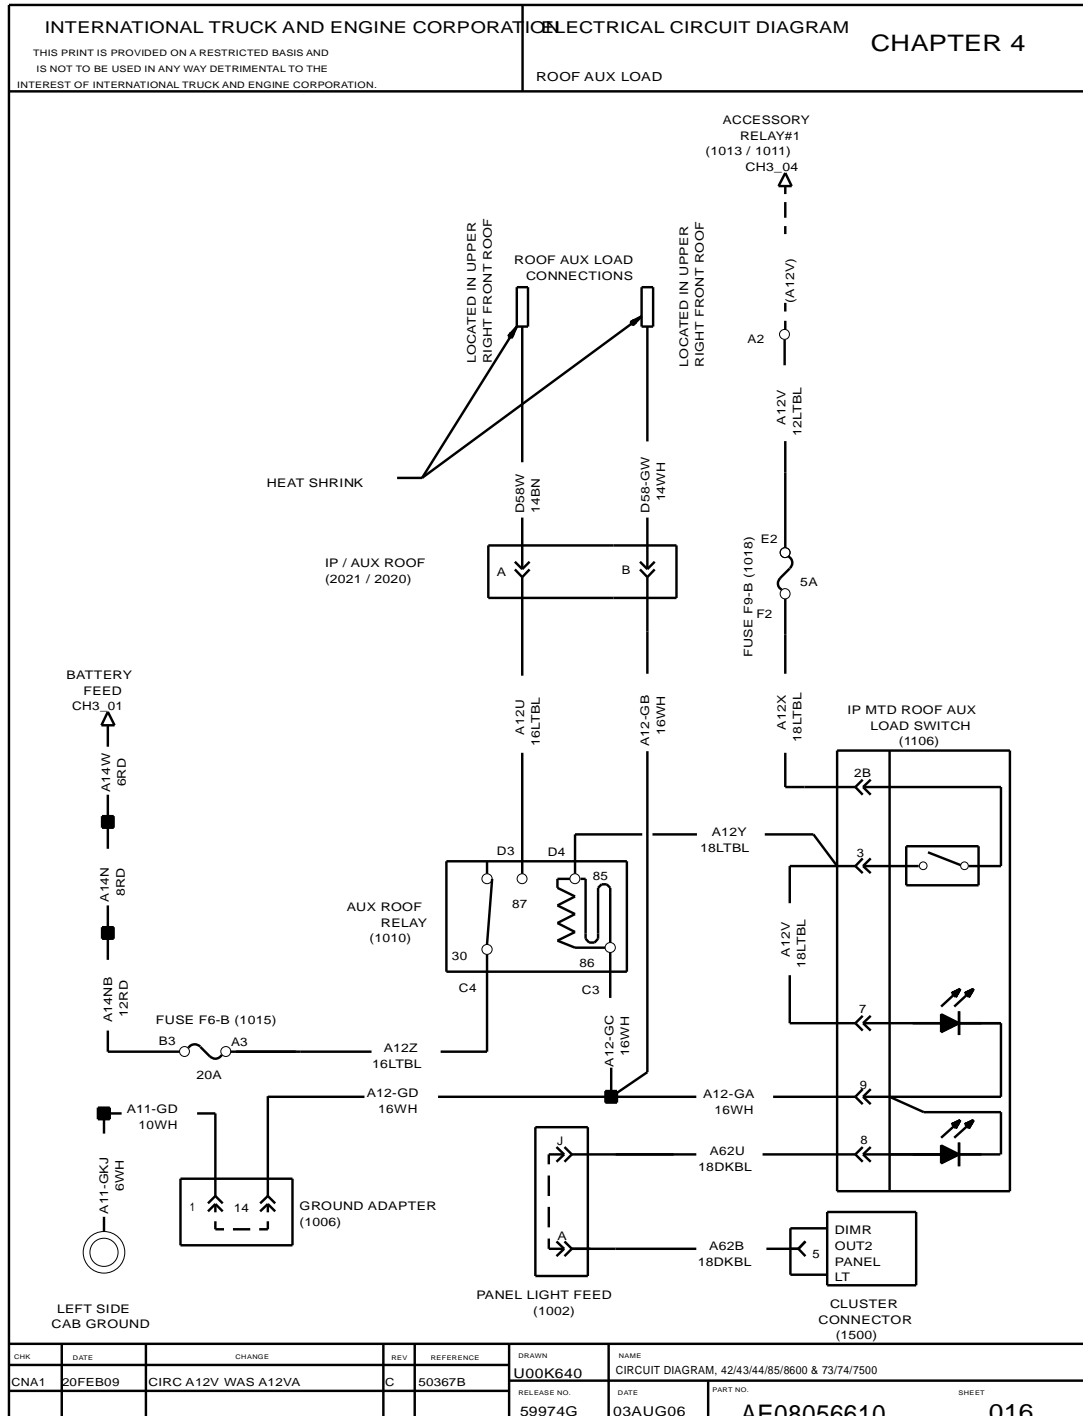 INTERNATIONAL TRUCK AND ENGINE CORPORATION
THIS PRINT IS PROVIDED ON A RESTRICTED BASIS AND
IS NOT TO BE USED IN ANY WAY DETRIMENTAL TO THE
INTEREST OF INTERNATIONAL TRUCK AND ENGINE CORPORATION.
ELECTRICAL CIRCUIT DIAGRAM
ROOF AUX LOAD
CHAPTER 4
ACCESSORY
RELAY#1
(1013 / 1011)
CH3_04
(A12V)
A2
A12V
12LTBL
LOCATED IN UPPER
RIGHT FRONT ROOF
ROOF AUX LOAD
CONNECTIONS
LOCATED IN UPPER
RIGHT FRONT ROOF
HEAT SHRINK
D58W
14BN
D58-GW
14WH
IP / AUX ROOF
(2021 / 2020)
A
B
FUSE F9-B (1018)
E2
5A
F2
BATTERY
FEED
CH3_01
A14W
6RD
A14N
8RD
A14NB
12RD
A12U
16LTBL
A12-GB
16WH
A12X
18LTBL
IP MTD ROOF AUX
LOAD SWITCH
(1106)
2B
3
7
9
8
A12Y
18LTBL
A12V
18LTBL
D3
D4
85
87
30
86
C4
C3
AUX ROOF
RELAY
(1010)
FUSE F6-B (1015)
B3
A3
20A
A12Z
16LTBL
A12-GC
16WH
A12-GD
16WH
A12-GA
16WH
A11-GD
10WH
A11-GKJ
6WH
1
14
GROUND ADAPTER
(1006)
J
A
A62U
18DKBL
A62B
18DKBL
5
DIMR
OUT2
PANEL
LT
PANEL LIGHT FEED
(1002)
CLUSTER
CONNECTOR
(1500)
LEFT SIDE
CAB GROUND
CHK
DATE
CHANGE
REV
REFERENCE
CNA1
20FEB09
CIRC A12V WAS A12VA
C
50367B
DRAWN
U00K640
NAME
CIRCUIT DIAGRAM, 42/43/44/85/8600 & 73/74/7500
RELEASE NO.
59974G
DATE
03AUG06
PART NO.
AE08056610
SHEET
016